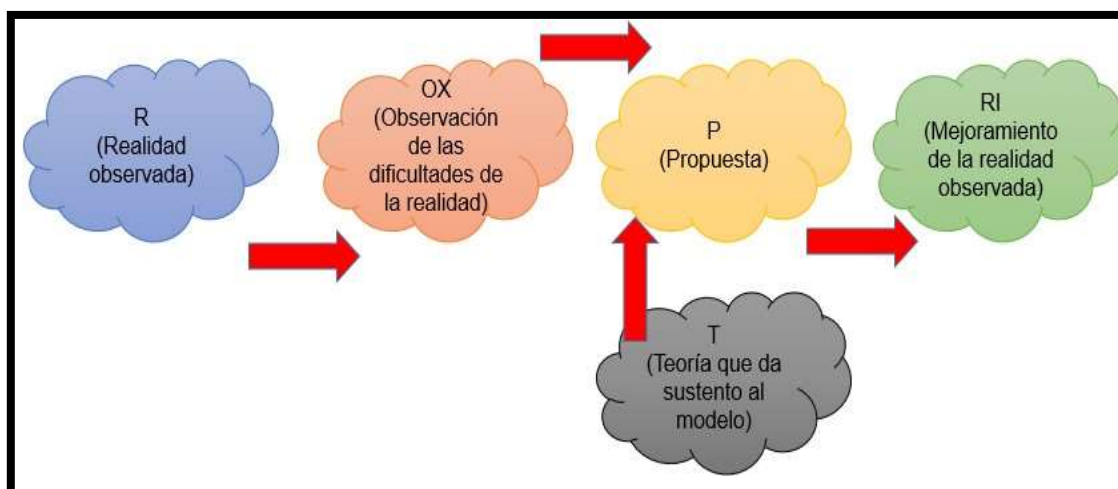 R
(Realidad
observada)
OX
(Observación
de las
dificultades de
la realidad)
P
(Propuesta)
RI
(Mejoramiento
de la realidad
observada)
T
(Teoría que da
sustento al
modelo)